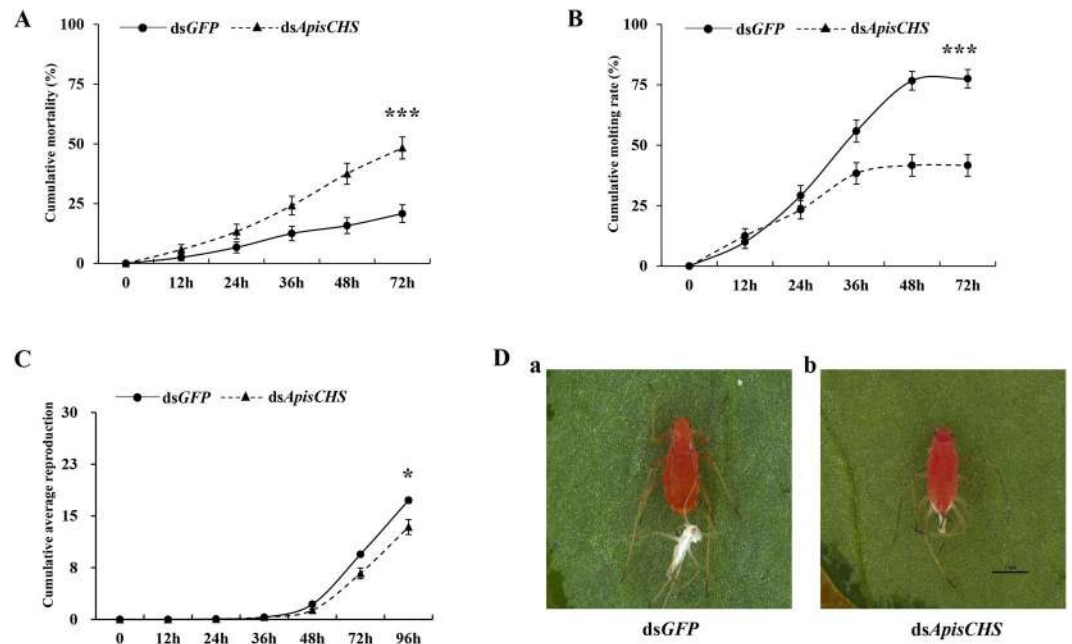 A
dsGFP dsApisCHS
Cumulative mortality (%)
100
75
50
25
0
***
0 12h 24h 36h 48h 72h
B
dsGFP dsApisCHS
Cumulative molting rate (%)
100
75
50
25
0
***
0 12h 24h 36h 48h 72h
C
dsGFP dsApisCHS
Cumulative average reproduction
30
23
15
8
0
*
0 12h 24h 36h 48h 72h 96h
D
a
b
dsGFP
dsApisCHS